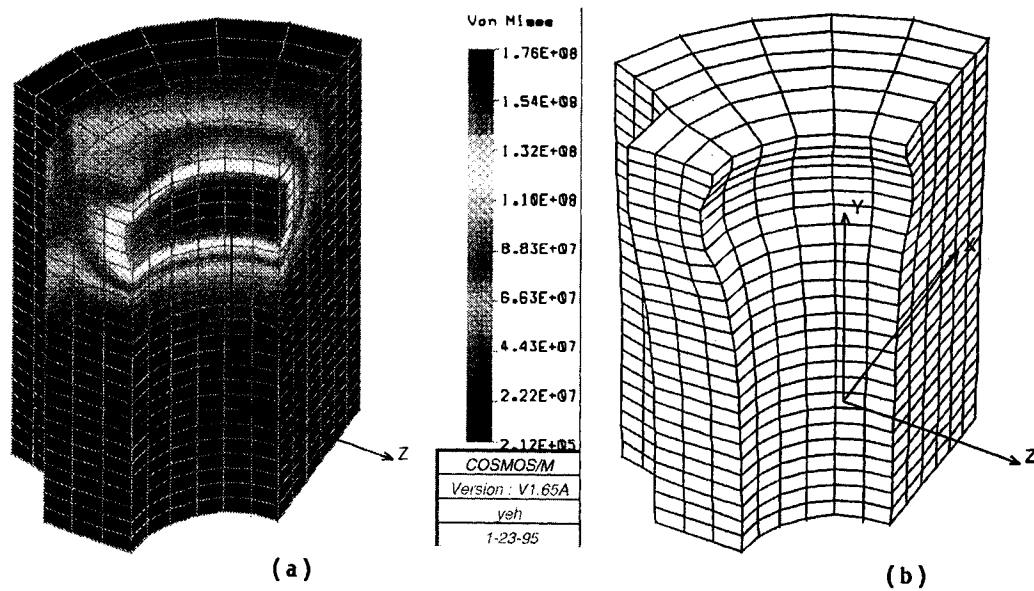 Von Mises
1.76E+08
1.54E+08
1.32E+08
1.10E+08
8.83E+07
6.63E+07
4.43E+07
2.22E+07
2.12E+05
COSMOS/M
Version : V1.65A
yeh
1-23-95
Z
(a)
Y
X
Z
(b)